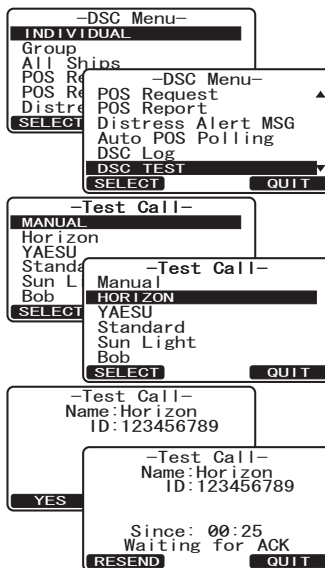 -DSC Menu-
INDIVIDUAL
Group
All Ships
POS Re
POS Re
Distre
SELECT
-DSC Menu-
POS Request
POS Report
Distress Alert MSG
Auto POS Polling
DSC Log
DSC TEST
SELECT QUIT
-Test Call-
MANUAL
Horizon
YAESU
Standa
Sun Li
Bob
SELECT
-Test Call-
Manual
HORIZON
YAESU
Standard
Sun Light
Bob
SELECT QUIT
-Test Call-
Name:Horizon
ID:123456789
YES
-Test Call-
Name:Horizon
ID:123456789
Since: 00:25
Waiting for ACK
RESEND QUIT